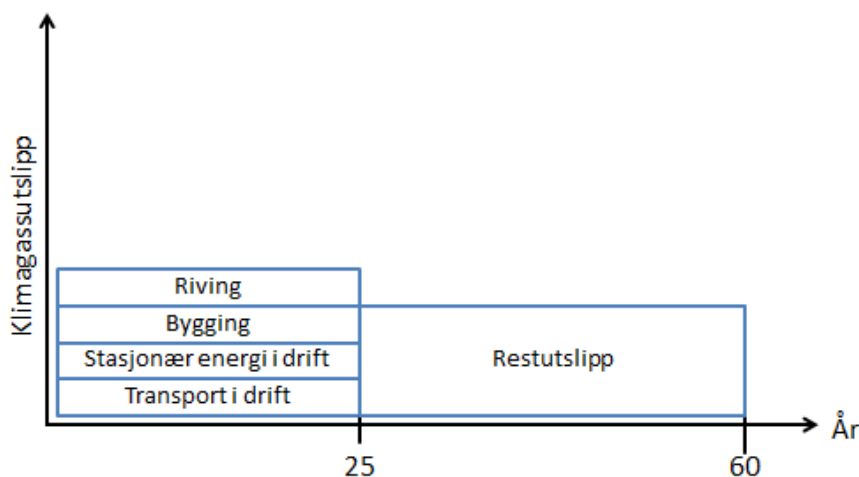 Klimagassutslipp
Riving
Bygging
Stasjonær energi i drift
Transport i drift
Restutslipp
År
25
60